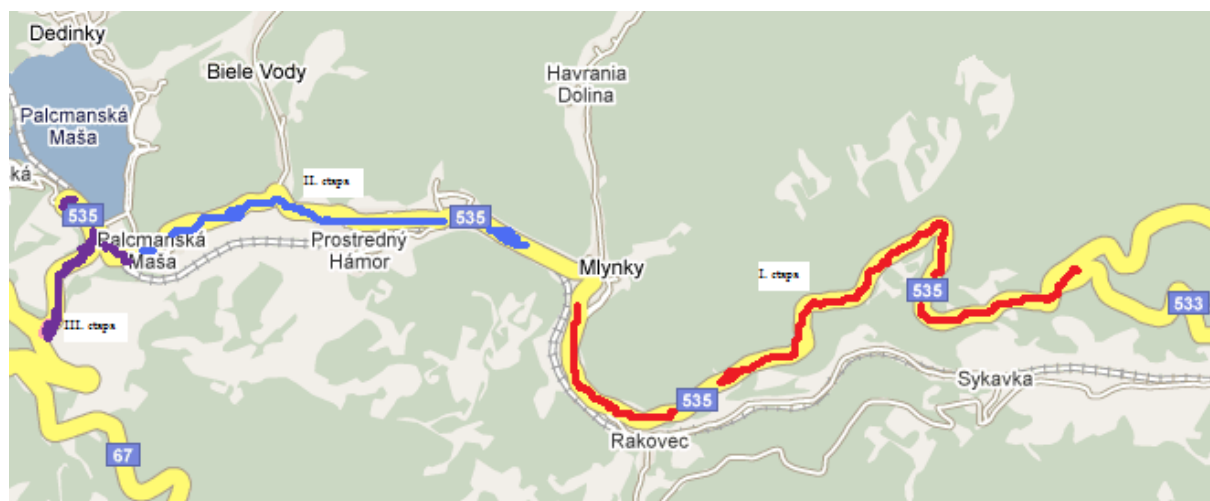 Dedinky
Biele Vody
Havrania
Dolina
Palcmanská
Maša
ká
II. etapa
535
535
Palcmanská
Maša
Prostredný
Hámor
Mlynky
I. etapa
535
533
III. etapa
Sykavka
535
Rakovec
67